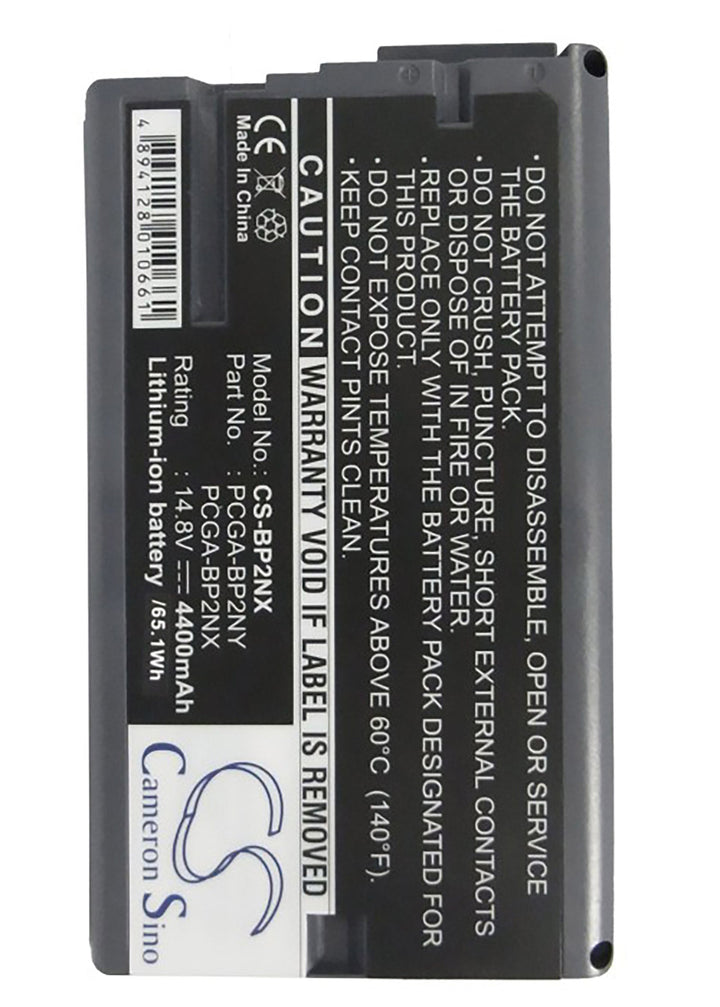 · DO NOT ATTEMPT TO DISASSEMBLE, OPEN OR SERVICE
THE BATTERY PACK.
· DO NOT CRUSH, PUNCTURE, SHORT EXTERNAL CONTACTS
OR DISPOSE OF IN FIRE OR WATER.
· REPLACE ONLY WITH THE BATTERY PACK DESIGNATED FOR
THIS PRODUCT.
· DO NOT EXPOSE TEMPERATURES ABOVE 60°C (140°F).
· KEEP CONTACT PINTS CLEAN.
CAUTION WARRANTY VOID IF LABEL IS REMOVED
CE
Made In China
4 894128 010661
Model No.: CS-BP2NX
Part No. : PCGA-BP2NY
PCGA-BP2NX
Rating : 14.8V 4400mAh
Lithium-ion battery /65.1Wh
CS
Cameron Sino